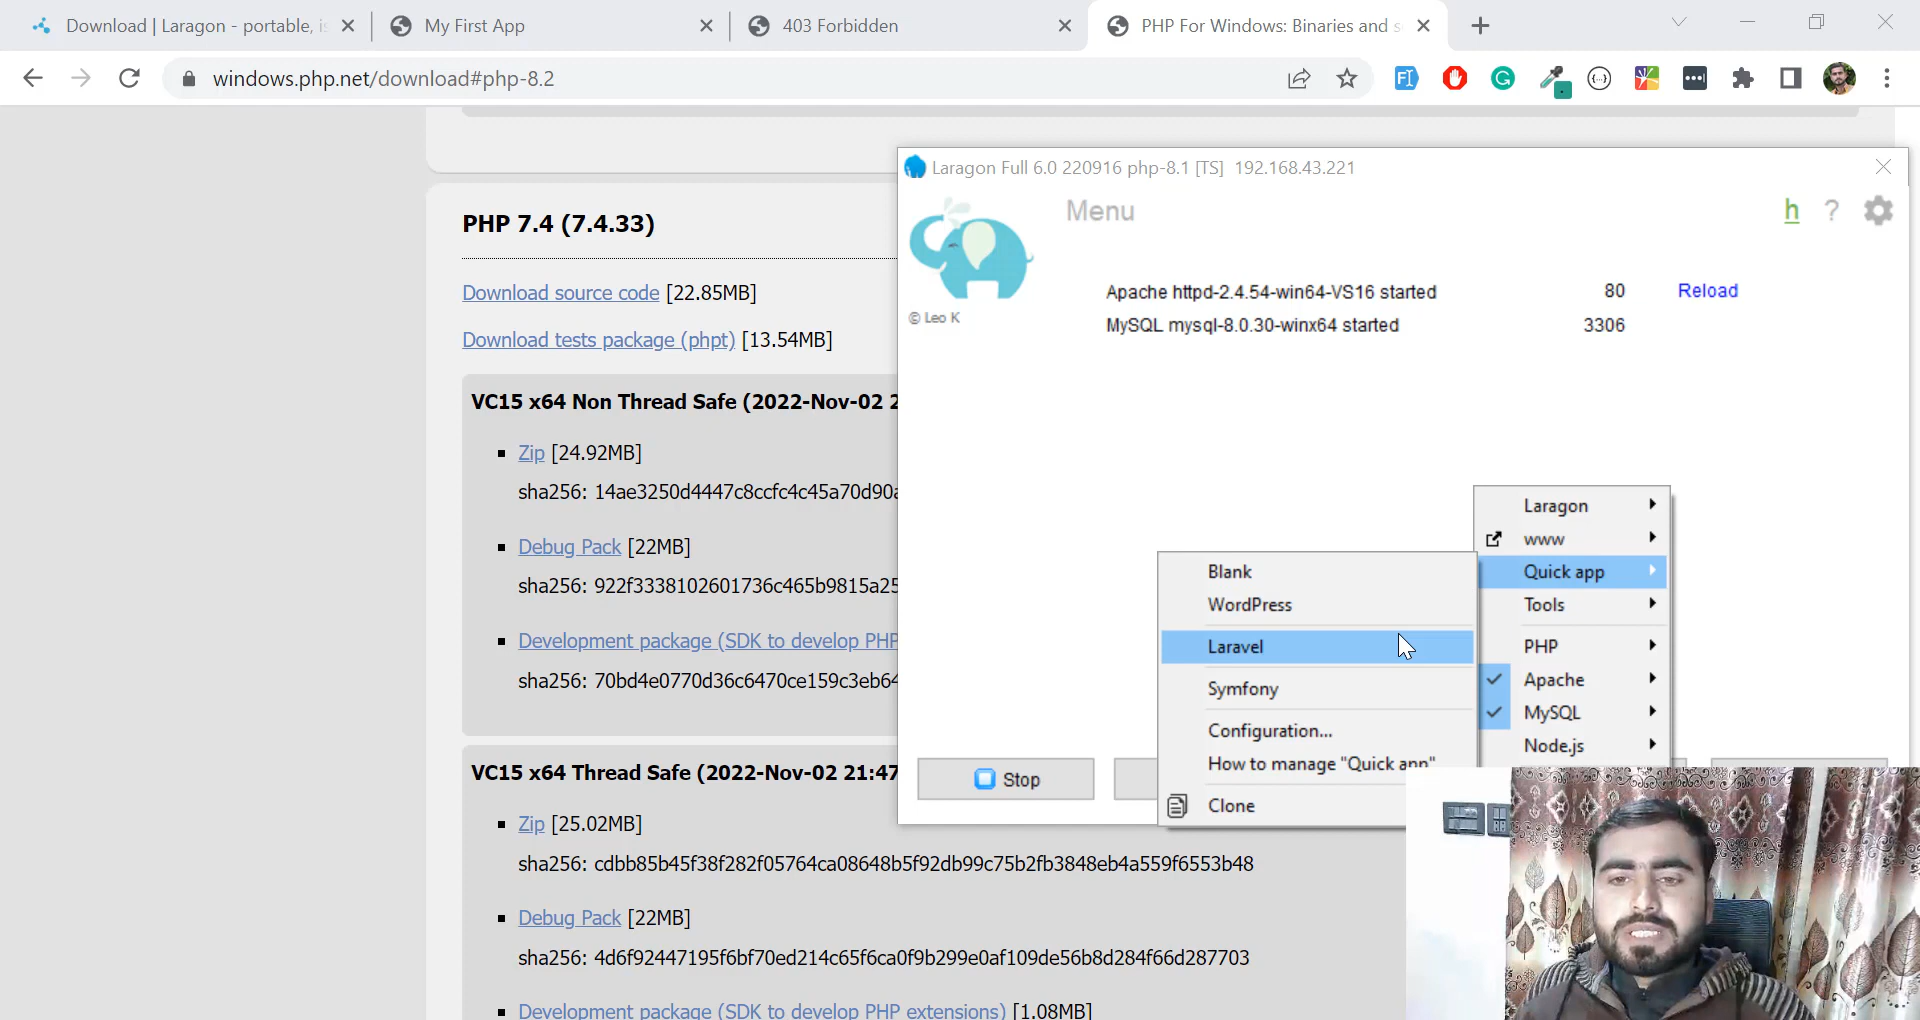 Download | Laragon - portable, is
My First App
403 Forbidden
PHP For Windows: Binaries and s
windows.php.net/download#php-8.2
PHP 7.4 (7.4.33)
Download source code [22.85MB]
Download tests package (phpt) [13.54MB]
VC15 x64 Non Thread Safe (2022-Nov-02 2
Zip [24.92MB]
sha256: 14ae3250d4447c8ccfc4c45a70d90a
Debug Pack [22MB]
sha256: 922f3338102601736c465b9815a25
Development package (SDK to develop PHP
sha256: 70bd4e0770d36c6470ce159c3eb64
VC15 x64 Thread Safe (2022-Nov-02 21:47
Zip [25.02MB]
sha256: cdbb85b45f38f282f05764ca08648b5f92db99c75b2fb3848eb4a559f6553b48
Debug Pack [22MB]
sha256: 4d6f92447195f6bf70ed214c65f6ca0f9b299e0af109de56b8d284f66d287703
Development package (SDK to develop PHP extensions) [1.08MB]
Laragon Full 6.0 220916 php-8.1 [TS] 192.168.43.221
Menu
h ?
© Leo K
Apache httpd-2.4.54-win64-VS16 started 80 Reload
MySQL mysql-8.0.30-winx64 started 3306
Stop
Laragon
www
Quick app
Tools
PHP
Apache
MySQL
Node.js
Blank
WordPress
Laravel
Symfony
Configuration...
How to manage "Quick app"
Clone